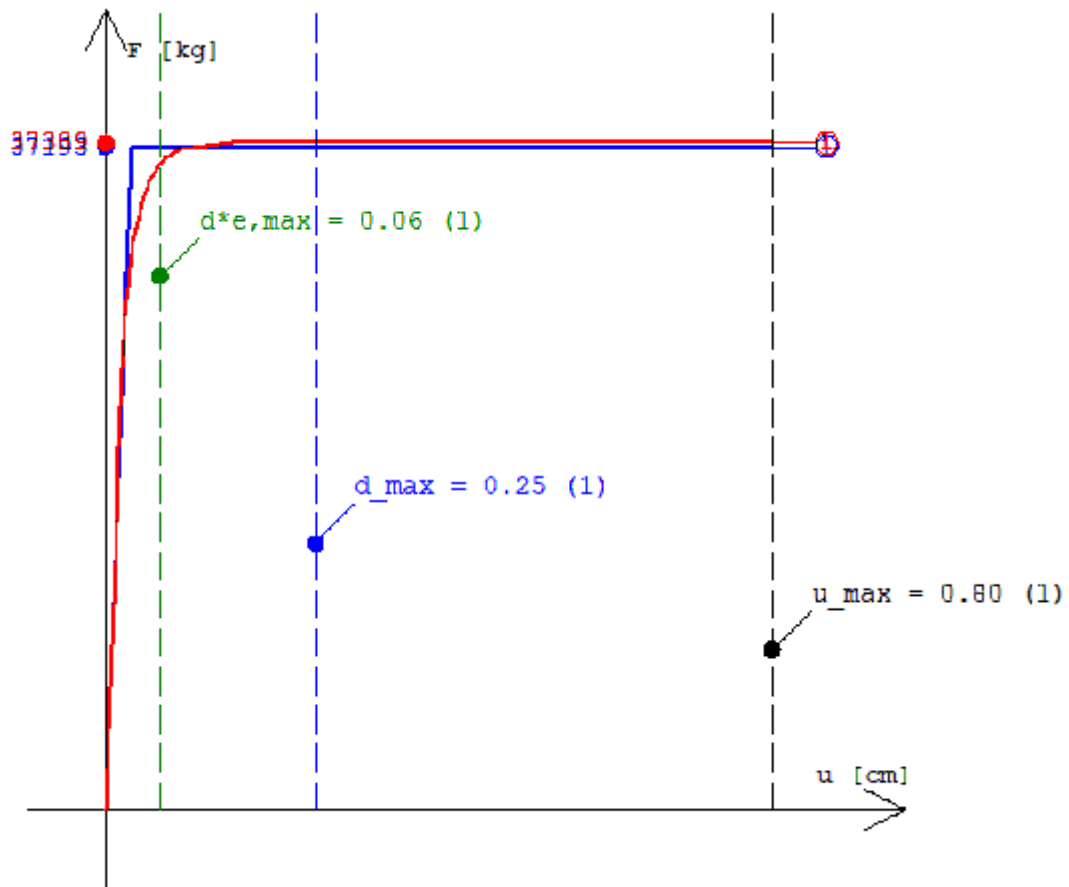 F [kg]
d*e,max = 0.06 (1)
d_max = 0.25 (1)
u_max = 0.80 (1)
u [cm]